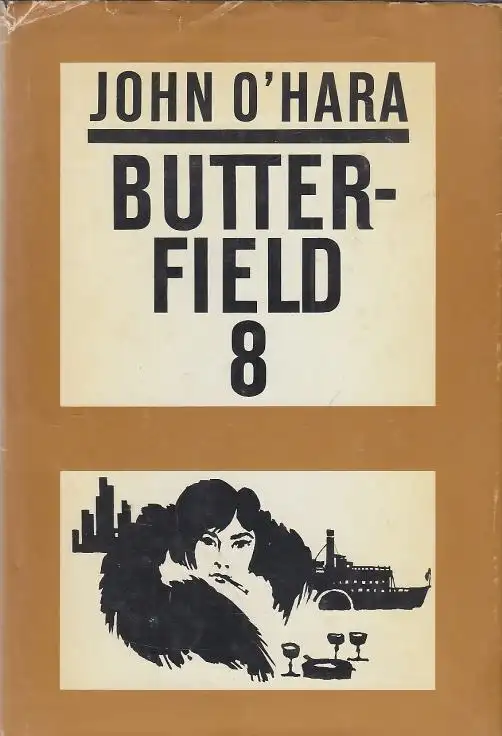 JOHN O'HARA
BUTTER-
FIELD
8